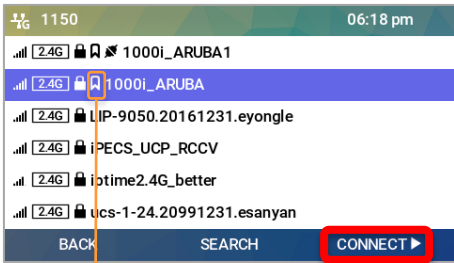 G 1150 06:18 pm
2.4G 1000i_ARUBA1
2.4G 1000i_ARUBA
2.4G LIP-9050.20161231.eyongle
2.4G iPECS_UCP_RCCV
2.4G iptime2.4G_better
2.4G ucs-1-24.20991231.esanyan
BACK SEARCH CONNECT